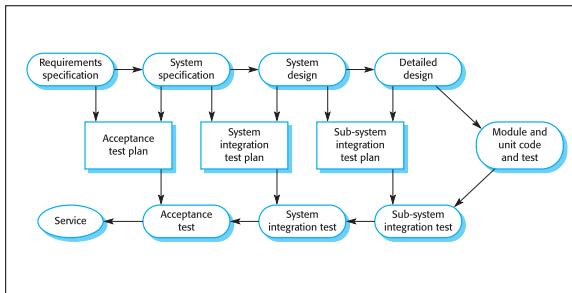 Requirements
specification
System
specification
System
design
Detailed
design
Acceptance
test plan
System
integration
test plan
Sub-system
integration
test plan
Module and
unit code
and test
Service
Acceptance
test
System
integration test
Sub-system
integration test